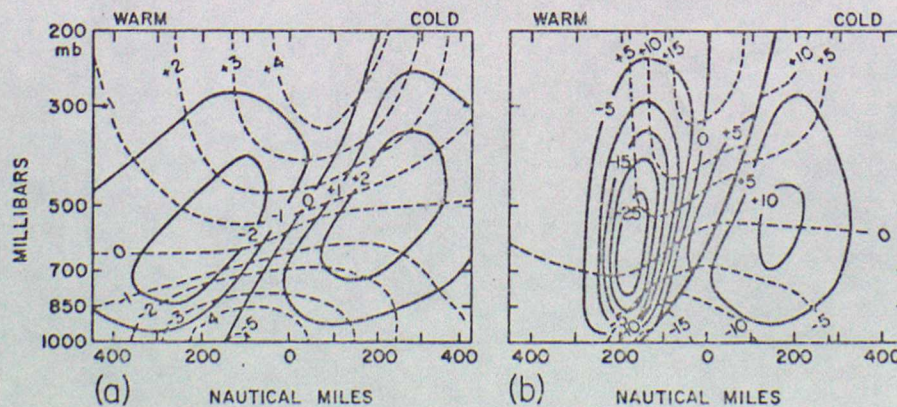 WARM COLD
200
mb
300
500
700
850
1000
MILLIBARS
+2 +3 +4
-2 -1 0 +1 +2
0
-1 -2 -3 -4 -5
400 200 0 200 400
(a) NAUTICAL MILES
WARM COLD
+5 +10 +15 +10 +5
-5
0 +5
-15 +5
-25 +10
0
-10 -15 -10 -5
400 200 0 200 400
(b) NAUTICAL MILES